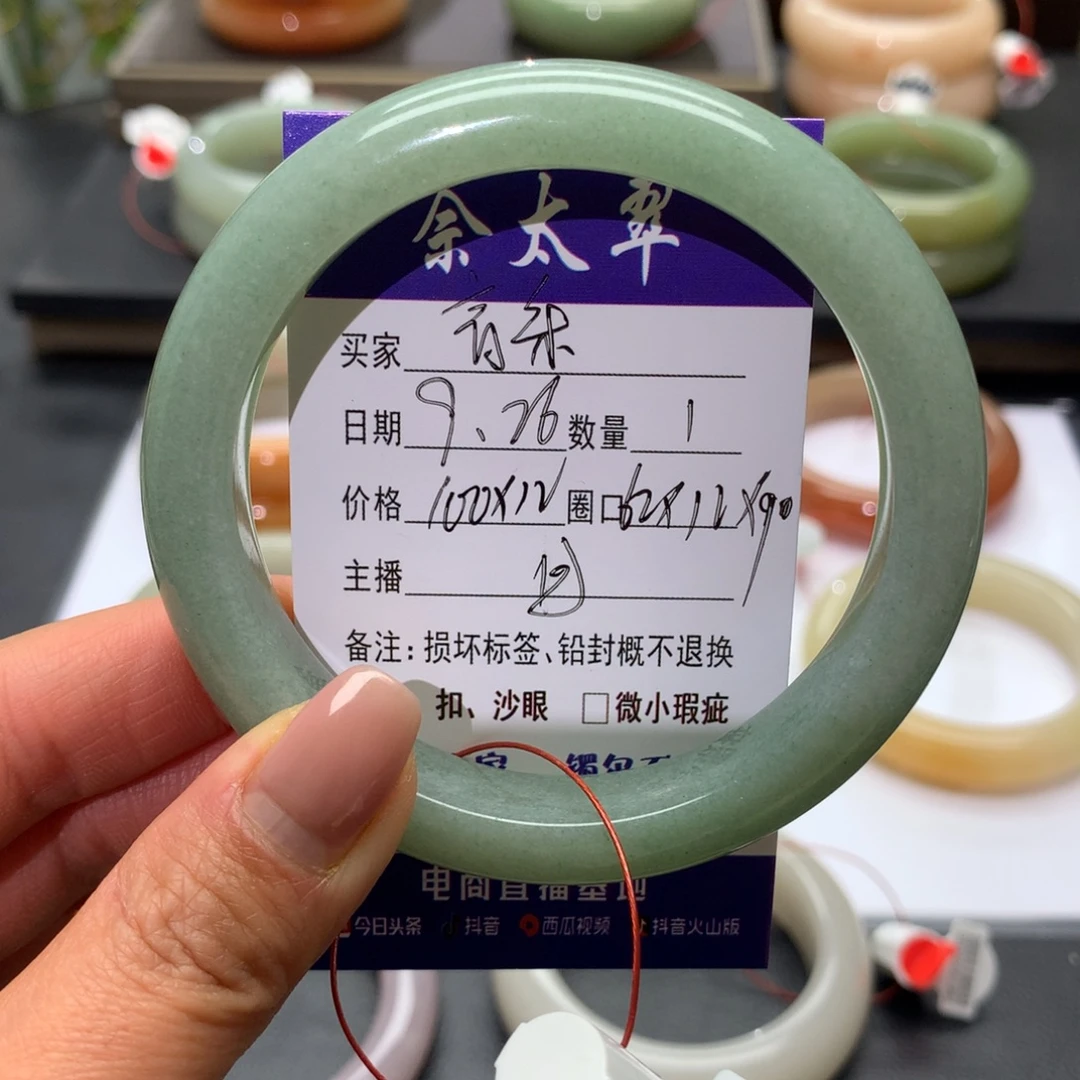 佘太翠
买家
日期 9、26 数量 1
价格 100X12 圈口 62X12X90
主播
备注：损坏标签、铅封概不退换
扣、沙眼 □微小瑕疵
电商直播基地
今日头条 抖音 西瓜视频 抖音火山版